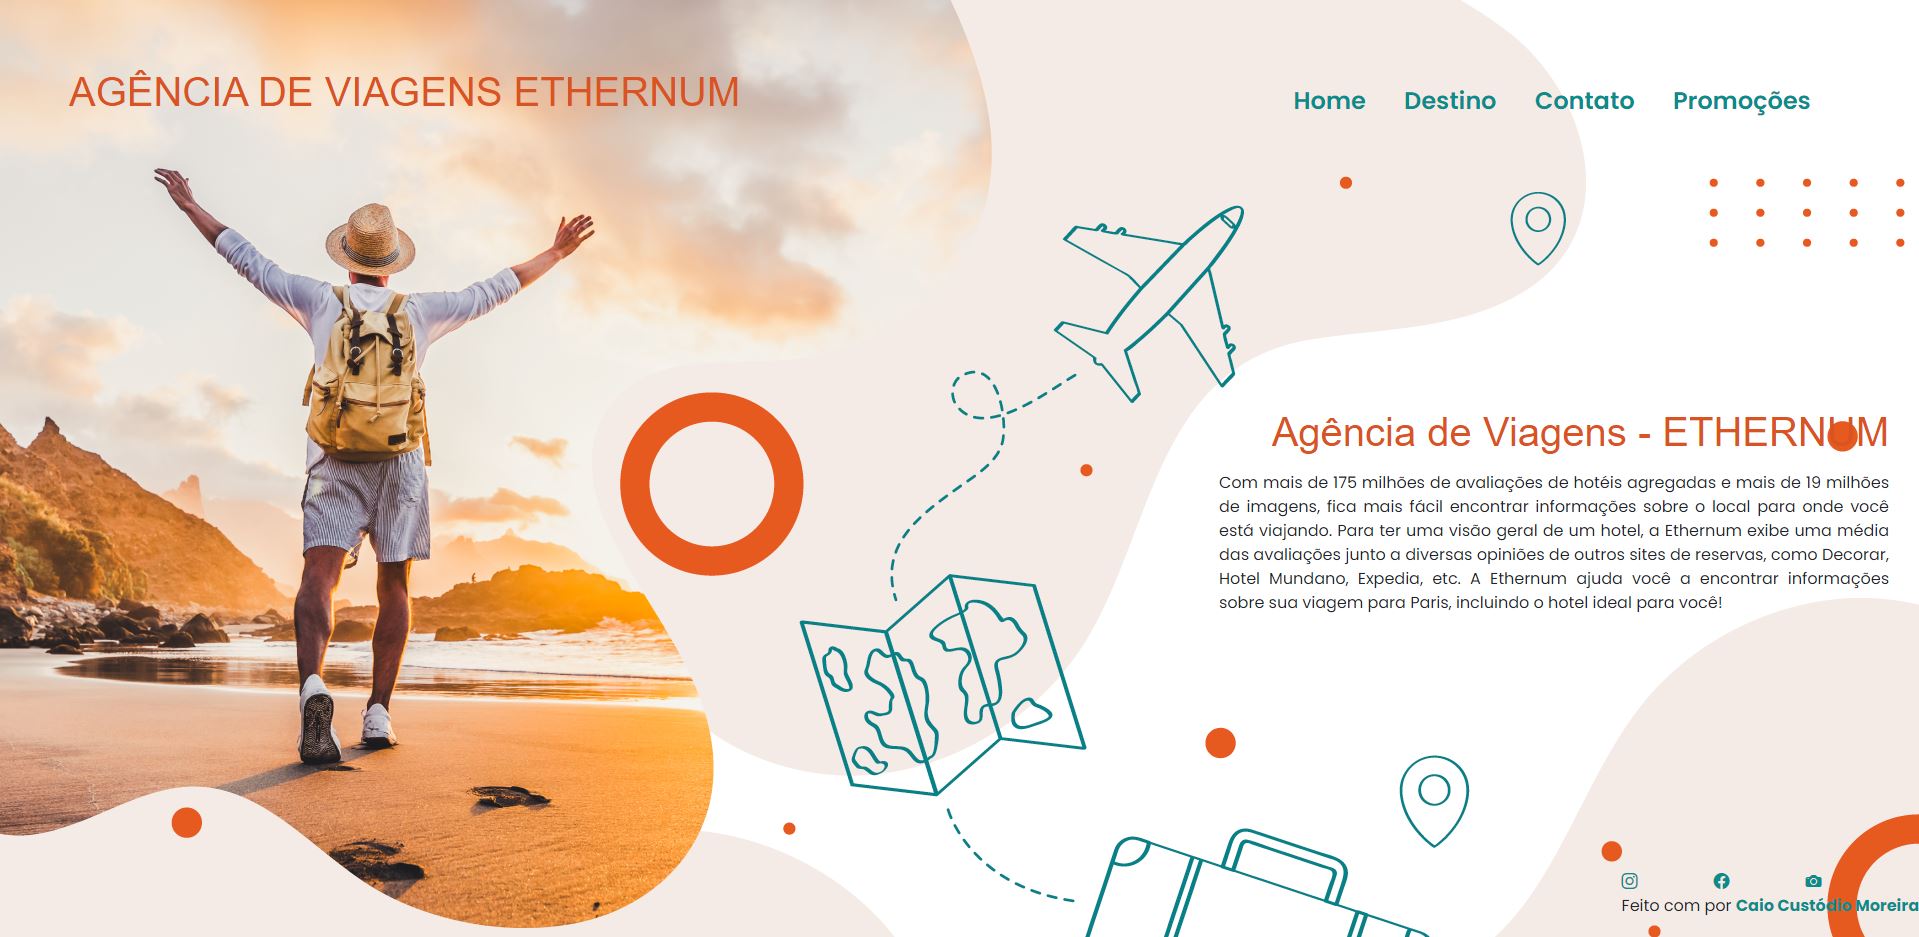 AGÊNCIA DE VIAGENS ETHERNUM
Home Destino Contato Promoções
Agência de Viagens - ETHERNUM
Com mais de 175 milhões de avaliações de hotéis agregadas e mais de 19 milhões
de imagens, fica mais fácil encontrar informações sobre o local para onde você
está viajando. Para ter uma visão geral de um hotel, a Ethernum exibe uma média
das avaliações junto a diversas opiniões de outros sites de reservas, como Decorar,
Hotel Mundano, Expedia, etc. A Ethernum ajuda você a encontrar informações
sobre sua viagem para Paris, incluindo o hotel ideal para você!
Feito com por Caio Custódio Moreira